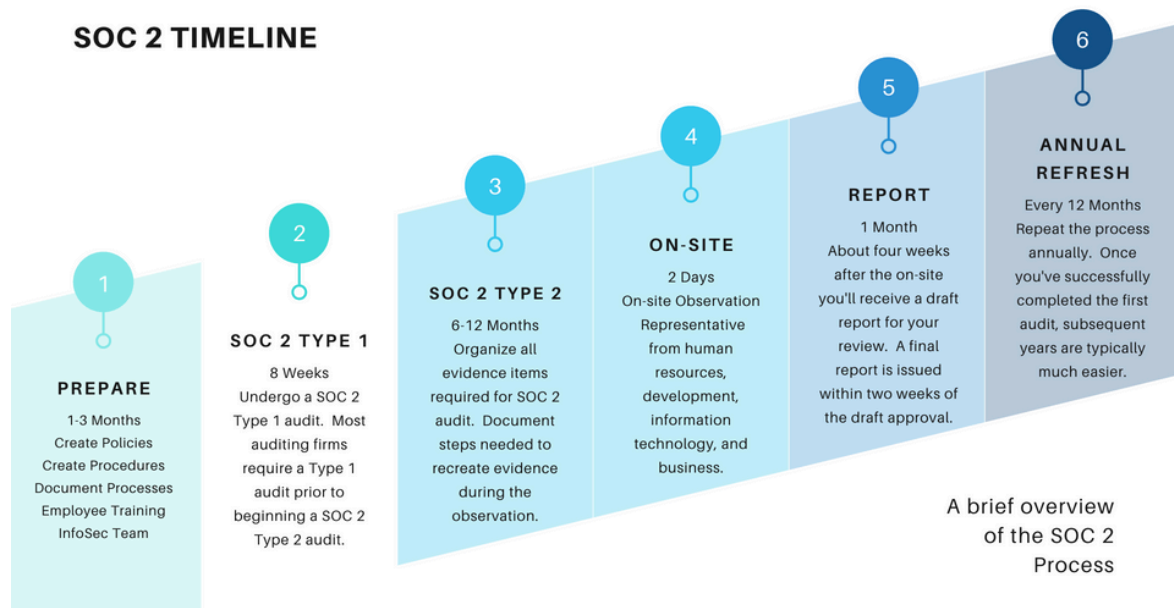 SOC 2 TIMELINE
1
PREPARE
1-3 Months
Create Policies
Create Procedures
Document Processes
Employee Training
InfoSec Team
2
SOC 2 TYPE 1
8 Weeks
Undergo a SOC 2
Type 1 audit.  Most
auditing firms
require a Type 1
audit prior to
beginning a SOC 2
Type 2 audit.
3
SOC 2 TYPE 2
6-12 Months
Organize all
evidence items
required for SOC 2
audit.  Document
steps needed to
recreate evidence
during the
observation.
4
ON-SITE
2 Days
On-site Observation
Representative
from human
resources,
development,
information
technology, and
business.
5
REPORT
1 Month
About four weeks
after the on-site
you'll receive a draft
report for your
review.  A final
report is issued
within two weeks of
the draft approval.
6
ANNUAL
REFRESH
Every 12 Months
Repeat the process
annually.  Once
you've successfully
completed the first
audit, subsequent
years are typically
much easier.
A brief overview
of the SOC 2
Process